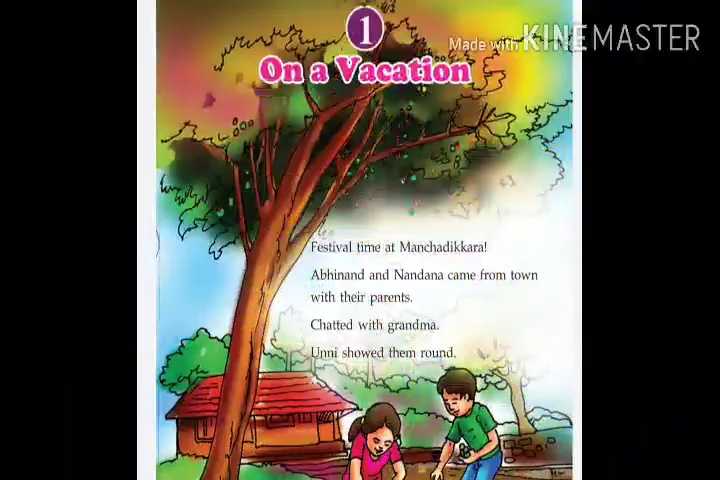 1
Made with KINEMASTER
On a Vacation
Festival time at Manchadikkara!
Abhinand and Nandana came from town
with their parents.
Chatted with grandma.
Unni showed them round.